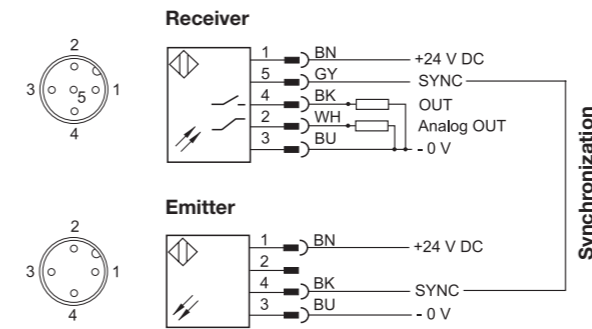 Receiver
2
3 5 1
4
1 BN +24 V DC
5 GY SYNC
4 BK OUT
2 WH Analog OUT
3 BU - 0 V
Synchronization
Emitter
2
3 1
4
1 BN +24 V DC
2
4 BK SYNC
3 BU - 0 V